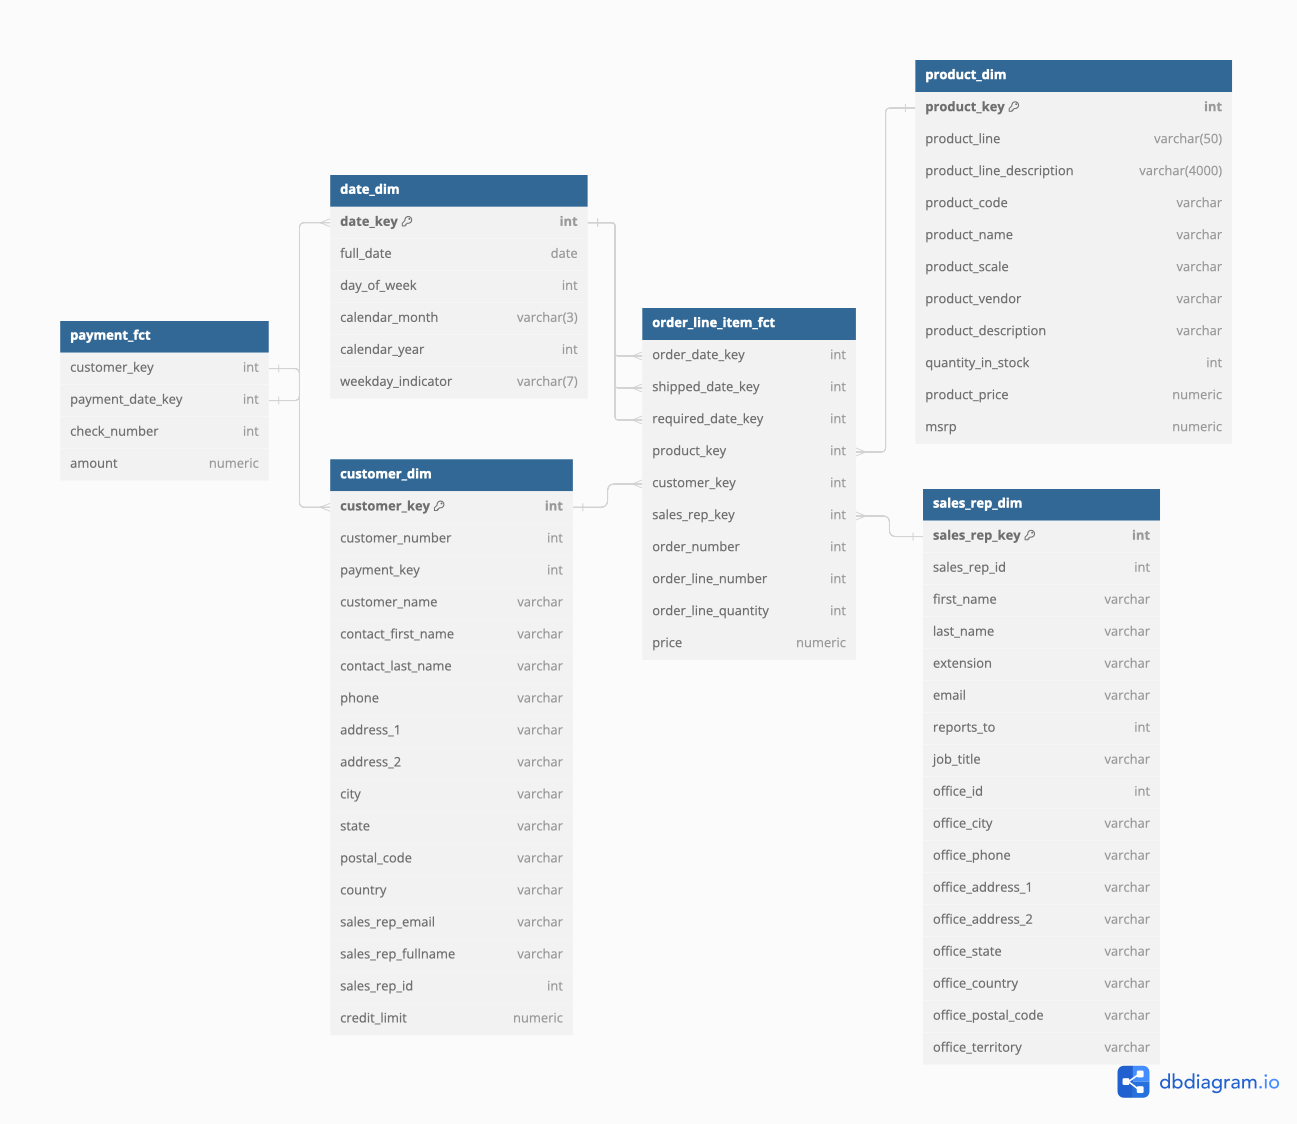 product_dim
product_key int
product_line varchar(50)
product_line_description varchar(4000)
product_code varchar
product_name varchar
product_scale varchar
product_vendor varchar
product_description varchar
quantity_in_stock int
product_price numeric
msrp numeric
date_dim
date_key int
full_date date
day_of_week int
calendar_month varchar(3)
calendar_year int
weekday_indicator varchar(7)
payment_fct
customer_key int
payment_date_key int
check_number int
amount numeric
order_line_item_fct
order_date_key int
shipped_date_key int
required_date_key int
product_key int
customer_key int
sales_rep_key int
order_number int
order_line_number int
order_line_quantity int
price numeric
customer_dim
customer_key int
customer_number int
payment_key int
customer_name varchar
contact_first_name varchar
contact_last_name varchar
phone varchar
address_1 varchar
address_2 varchar
city varchar
state varchar
postal_code varchar
country varchar
sales_rep_email varchar
sales_rep_fullname varchar
sales_rep_id int
credit_limit numeric
sales_rep_dim
sales_rep_key int
sales_rep_id int
first_name varchar
last_name varchar
extension varchar
email varchar
reports_to int
job_title varchar
office_id int
office_city varchar
office_phone varchar
office_address_1 varchar
office_address_2 varchar
office_state varchar
office_country varchar
office_postal_code varchar
office_territory varchar
dbdiagram.io